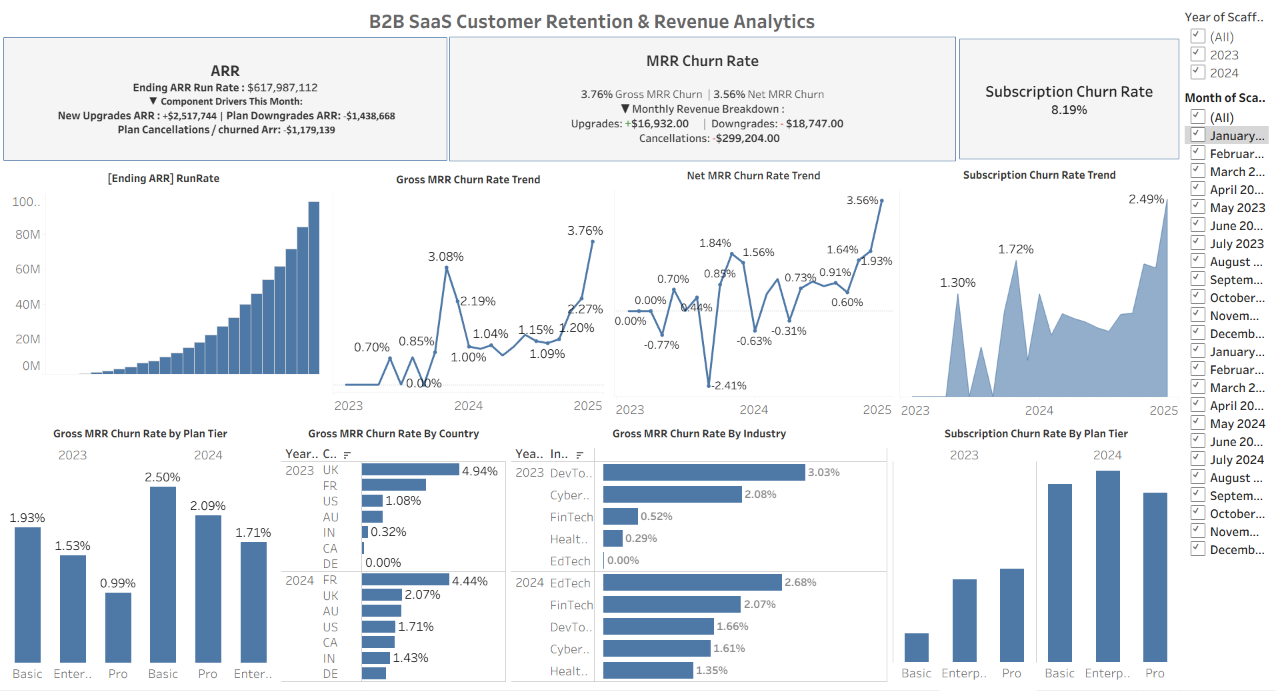 B2B SaaS Customer Retention & Revenue Analytics
ARR
Ending ARR Run Rate : $617,987,112
▼ Component Drivers This Month:
New Upgrades ARR : +$2,517,744 | Plan Downgrades ARR: -$1,438,668
Plan Cancellations / churned Arr: -$1,179,139
MRR Churn Rate
3.76% Gross MRR Churn | 3.56% Net MRR Churn
▼ Monthly Revenue Breakdown :
Upgrades: +$16,932.00 | Downgrades: - $18,747.00
Cancellations: -$299,204.00
Subscription Churn Rate
8.19%
Year of Scaff..
(All)
2023
2024
Month of Sca..
(All)
January...
Februar...
March 2...
April 20...
May 2023
June 20...
July 2023
August ...
Septem...
October...
Novem...
Decemb...
January...
Februar...
March 2...
April 20...
May 2024
June 20...
July 2024
August ...
Septem...
October...
Novem...
Decemb...
[Ending ARR] RunRate
100..
80M
60M
40M
20M
0M
Gross MRR Churn Rate Trend
3.76%
3.08%
2.19%
2.27%
0.70%
0.85%
1.04%
1.15%
1.20%
1.00%
1.09%
0.00%
2023
2024
2025
Net MRR Churn Rate Trend
3.56%
1.84%
1.56%
1.64%
1.93%
0.70%
0.85%
0.73%
0.91%
0.00%
0.44%
0.60%
0.00%
-0.31%
-0.77%
-0.63%
-2.41%
2023
2024
2025
Subscription Churn Rate Trend
2.49%
1.72%
1.30%
2023
2024
2025
Gross MRR Churn Rate by Plan Tier
2023
2024
1.93%
1.53%
0.99%
2.50%
2.09%
1.71%
Basic
Enter..
Pro
Basic
Pro
Enter..
Gross MRR Churn Rate By Country
Year.. C..
2023 UK 4.94%
FR
US 1.08%
AU
IN 0.32%
CA
DE 0.00%
2024 FR 4.44%
UK 2.07%
AU
US 1.71%
CA
IN 1.43%
DE
Gross MRR Churn Rate By Industry
Yea.. In..
2023 DevTo.. 3.03%
Cyber.. 2.08%
FinTech 0.52%
Healt.. 0.29%
EdTech 0.00%
2024 EdTech 2.68%
FinTech 2.07%
DevTo.. 1.66%
Cyber.. 1.61%
Healt.. 1.35%
Subscription Churn Rate By Plan Tier
2023
2024
Basic
Enterp..
Pro
Basic
Enterp..
Pro